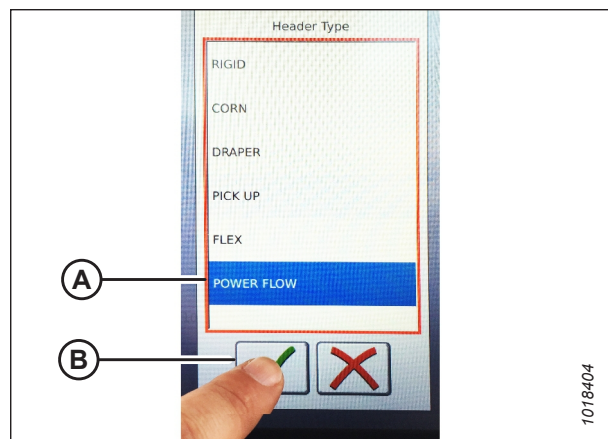 Header Type
RIGID
CORN
DRAPER
PICK UP
FLEX
A
POWER FLOW
B
1018404